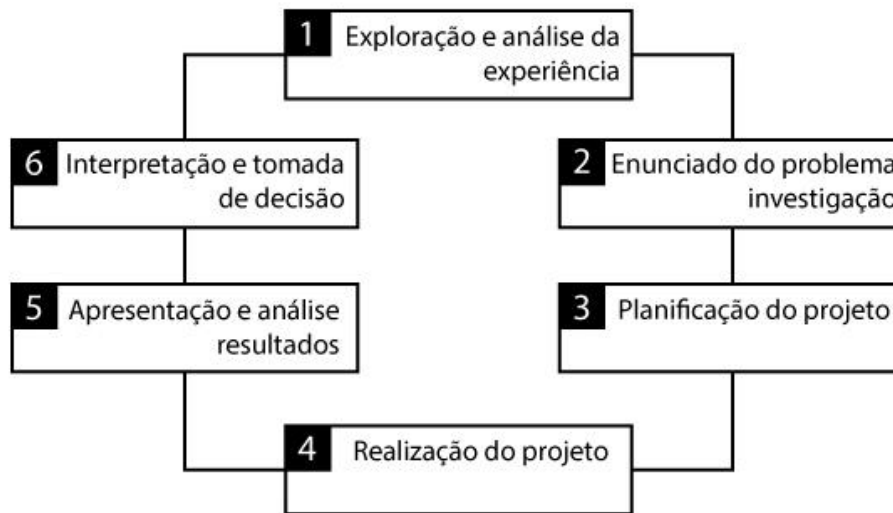 1 Exploração e análise da
experiência
2 Enunciado do problema
investigação
3 Planificação do projeto
4 Realização do projeto
5 Apresentação e análise
resultados
6 Interpretação e tomada
de decisão